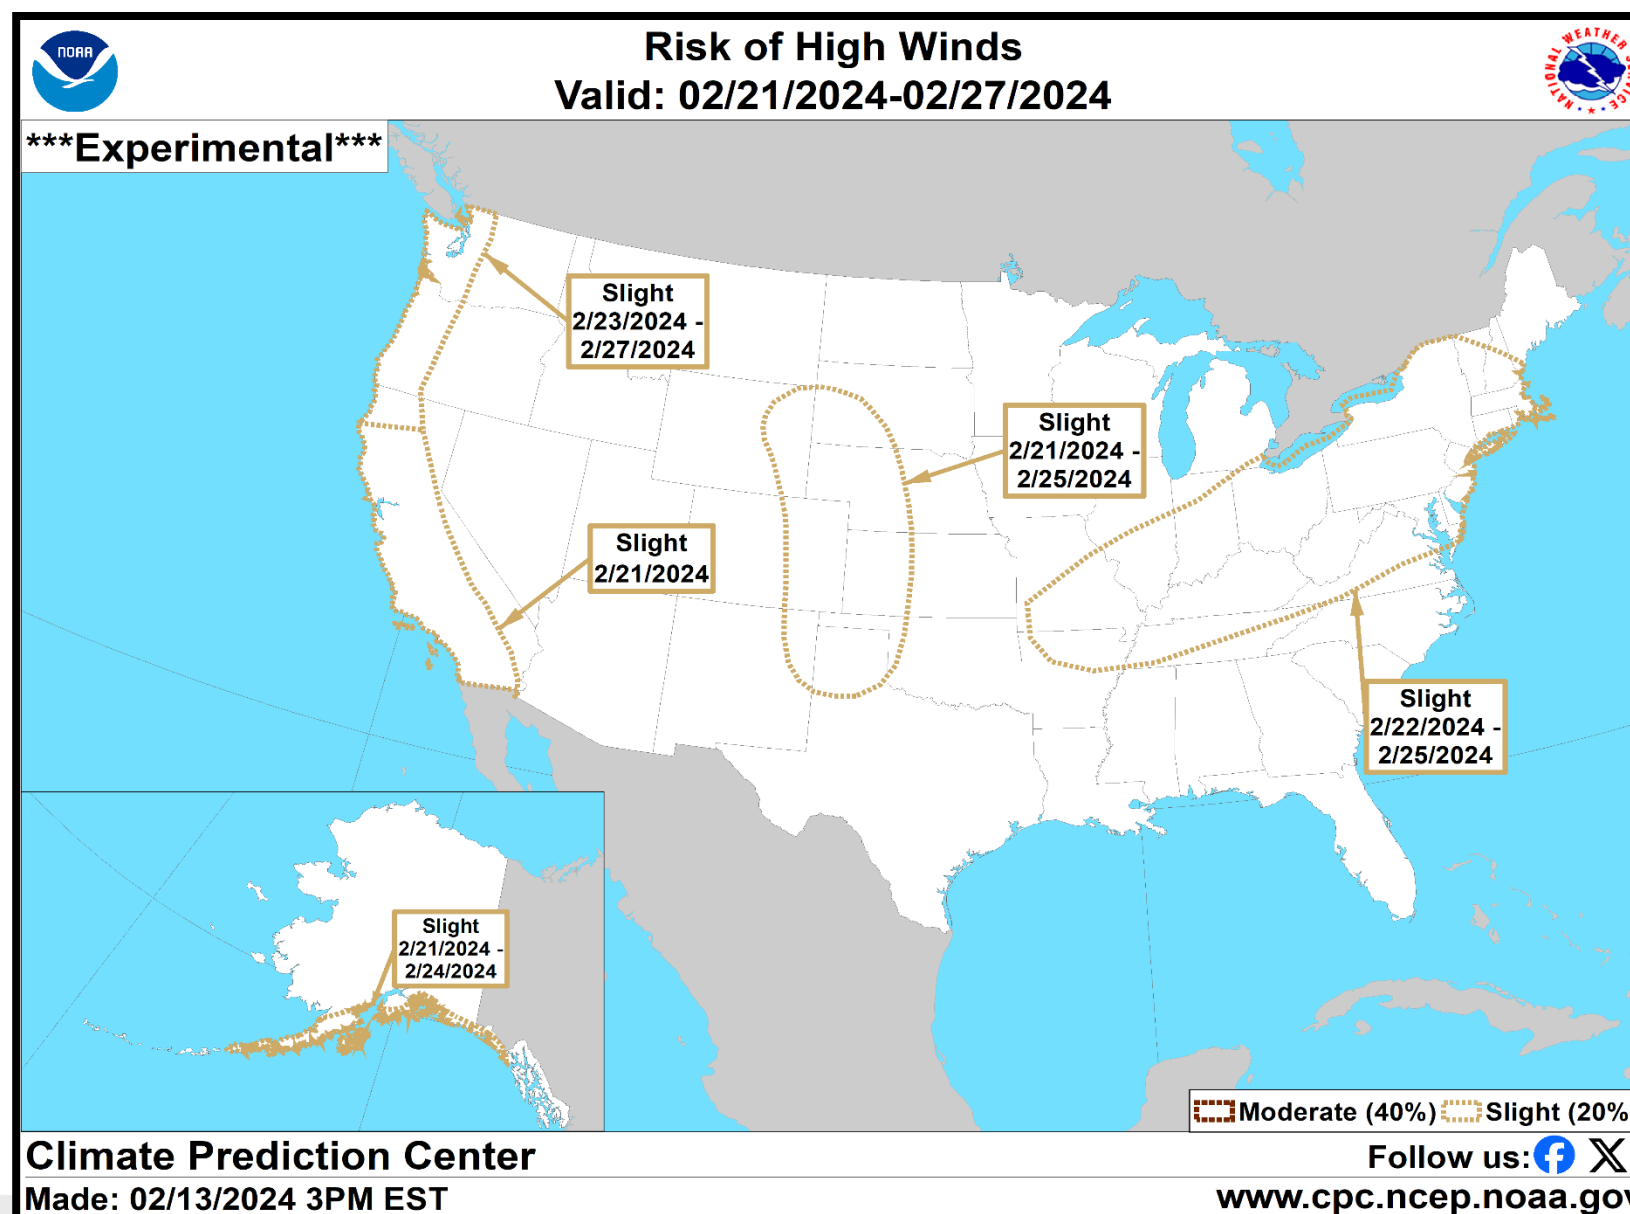 NOAA
Risk of High Winds
Valid: 02/21/2024-02/27/2024
NATIONAL WEATHER SERVICE
***Experimental***
Slight
2/23/2024 -
2/27/2024
Slight
2/21/2024 -
2/25/2024
Slight
2/21/2024
Slight
2/22/2024 -
2/25/2024
Slight
2/21/2024 -
2/24/2024
Moderate (40%) Slight (20%
Climate Prediction Center
Follow us:
Made: 02/13/2024 3PM EST
www.cpc.ncep.noaa.gov